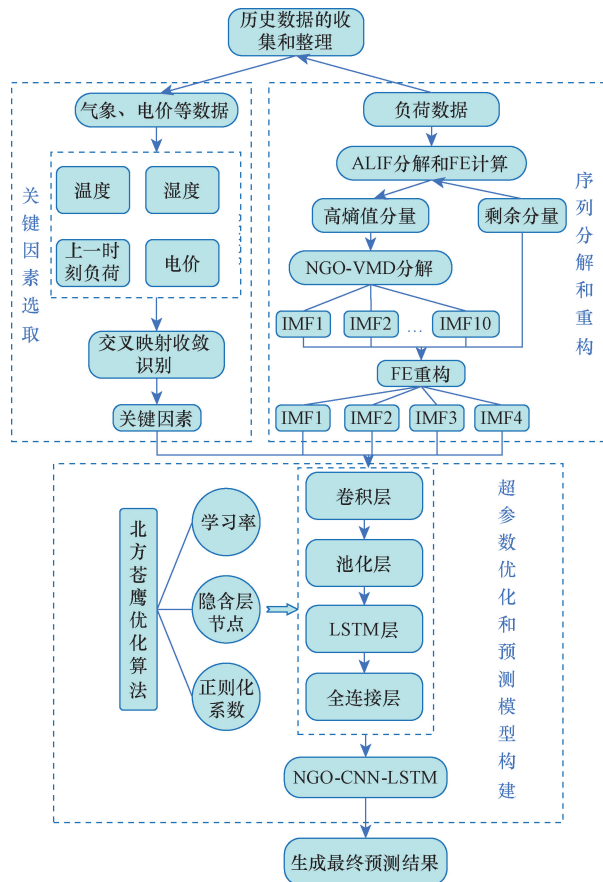 历史数据的收
集和整理
气象、电价等数据
温度
湿度
上一时
刻负荷
电价
交叉映射收敛
识别
关键因素
关键因素选取
负荷数据
ALIF分解和FE计算
高熵值分量
剩余分量
NGO-VMD分解
IMF1
IMF2
…
IMF10
FE重构
IMF1
IMF2
IMF3
IMF4
序列分解和重构
北方苍鹰优化算法
学习率
隐含层
节点
正则化
系数
卷积层
池化层
LSTM层
全连接层
NGO-CNN-LSTM
超参数优化和预测模型构建
生成最终预测结果